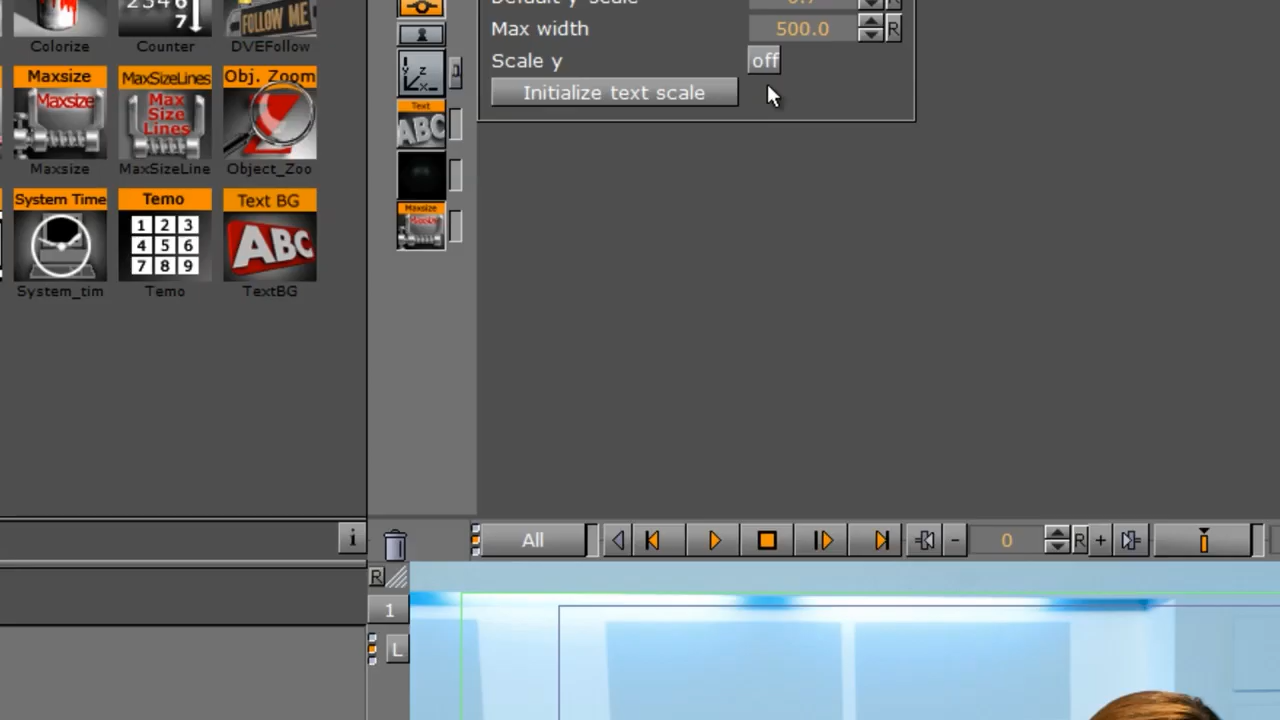 Colorize
Counter
FOLLOW ME
DVEFollow
Maxsize
Maxsize
Maxsize
MaxSizeLines
Max
Size
Lines
MaxSizeLine
Obj. Zoom
Object_Zoo
System Time
System_tim
Temo
1 2 3
4 5 6
7 8 9
Temo
Text BG
ABC
TextBG
Text
ABC
Maxsize
Default y-scale
Max width
500.0
R
Scale y
off
Initialize text scale
i
All
0
R
+
R
1
L